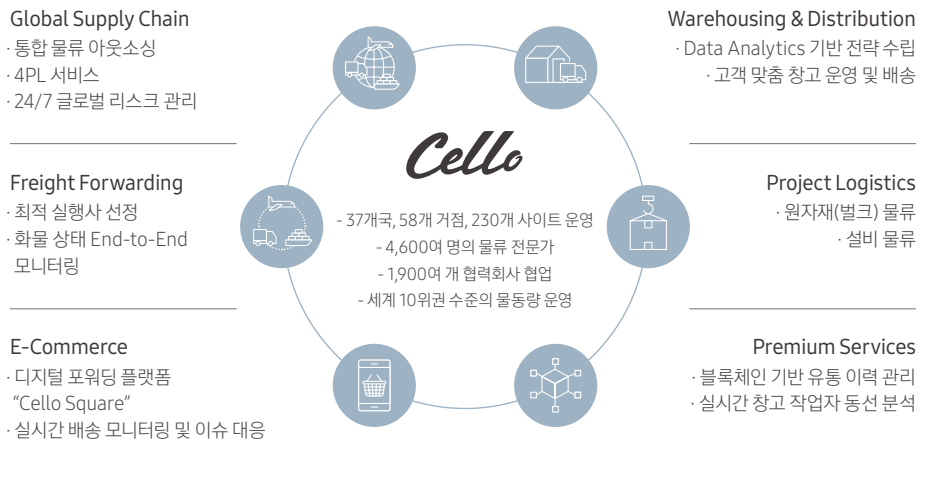 Global Supply Chain
· 통합 물류 아웃소싱
· 4PL 서비스
· 24/7 글로벌 리스크 관리
Freight Forwarding
· 최적 실행사 선정
· 화물 상태 End-to-End
모니터링
E-Commerce
· 디지털 포워딩 플랫폼
“Cello Square”
· 실시간 배송 모니터링 및 이슈 대응
Cello
- 37개국, 58개 거점, 230개 사이트 운영
- 4,600여 명의 물류 전문가
- 1,900여 개 협력회사 협업
- 세계 10위권 수준의 물동량 운영
Warehousing & Distribution
· Data Analytics 기반 전략 수립
· 고객 맞춤 창고 운영 및 배송
Project Logistics
· 원자재(벌크) 물류
· 설비 물류
Premium Services
· 블록체인 기반 유통 이력 관리
· 실시간 창고 작업자 동선 분석